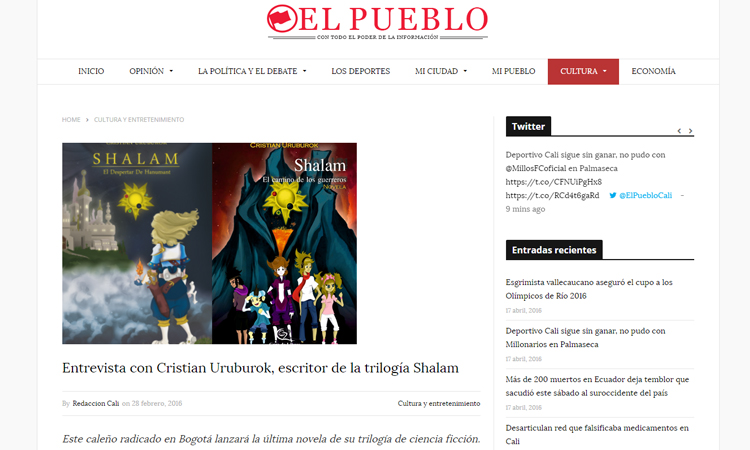 EL PUEBLO
CON TODO EL PODER DE LA INFORMACIÓN
INICIO
OPINIÓN
LA POLÍTICA Y EL DEBATE
LOS DEPORTES
MI CIUDAD
MI PUEBLO
CULTURA
ECONOMÍA
HOME
CULTURA Y ENTRETENIMIENTO
SHALAM
El Despertar De Hanamant
CRISTIAN URUBUROK
Shalam
El camino de los guerreros
NOVELA
Entrevista con Cristian Uruburok, escritor de la trilogía Shalam
By Redaccion Cali on 28 febrero, 2016
Cultura y entretenimiento
Este caleño radicado en Bogotá lanzará la última novela de su trilogía de ciencia ficción.
Twitter
Deportivo Cali sigue sin ganar, no pudo con
@MillosFCoficial en Palmaseca
https://t.co/CFNUiPgHx8
https://t.co/RCd4t6gaRd @ElPuebloCali -
9 mins ago
Entradas recientes
Esgrimista vallecaucano aseguró el cupo a los
Olímpicos de Río 2016
17 abril, 2016
Deportivo Cali sigue sin ganar, no pudo con
Millonarios en Palmaseca
17 abril, 2016
Más de 200 muertos en Ecuador deja temblor que
sacudió este sábado al suroccidente del país
17 abril, 2016
Desarticulan red que falsificaba medicamentos en
Cali